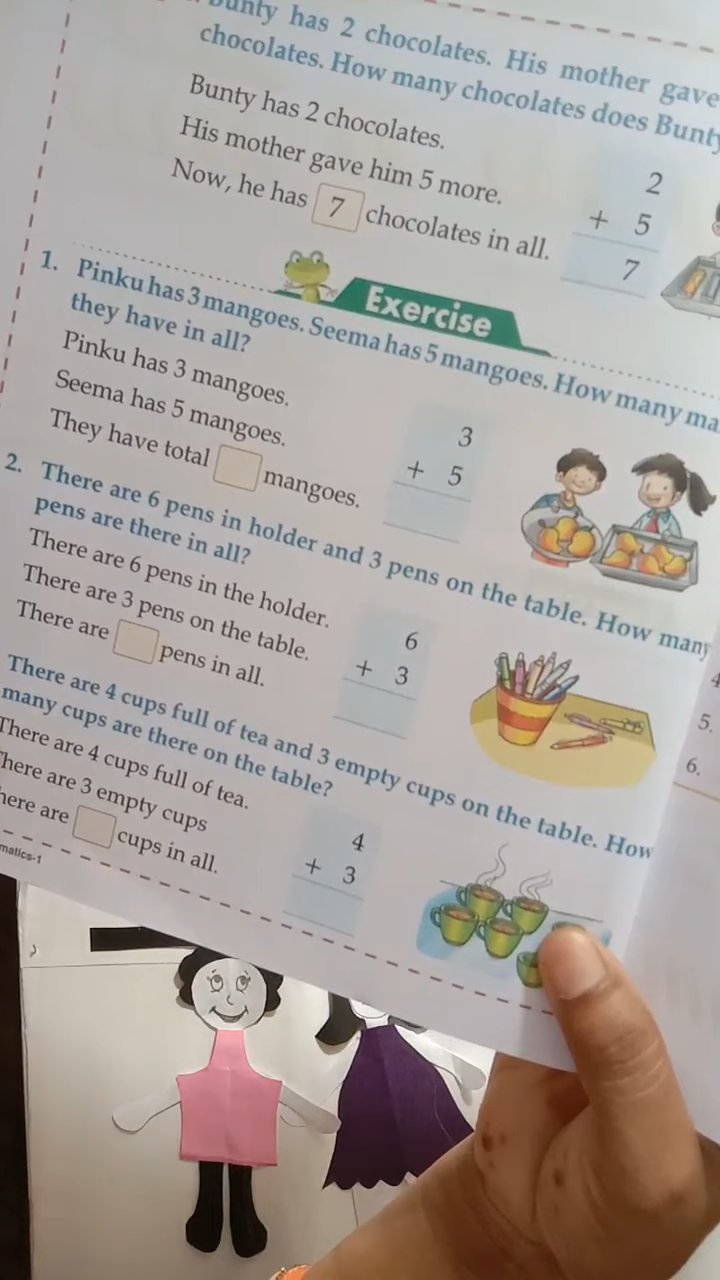 Bunty has 2 chocolates. His mother gave
chocolates. How many chocolates does Bunty
Bunty has 2 chocolates.
His mother gave him 5 more.
Now, he has 7 chocolates in all.
2
+ 5
7
Exercise
1. Pinku has 3 mangoes. Seema has 5 mangoes. How many ma
they have in all?
Pinku has 3 mangoes.
Seema has 5 mangoes.
They have total mangoes.
3
+ 5
2. There are 6 pens in holder and 3 pens on the table. How many
pens are there in all?
There are 6 pens in the holder.
There are 3 pens on the table.
There are pens in all.
6
+ 3
There are 4 cups full of tea and 3 empty cups on the table. How
many cups are there on the table?
There are 4 cups full of tea.
here are 3 empty cups
here are cups in all.
4
+ 3
matics-1
4
5.
6.